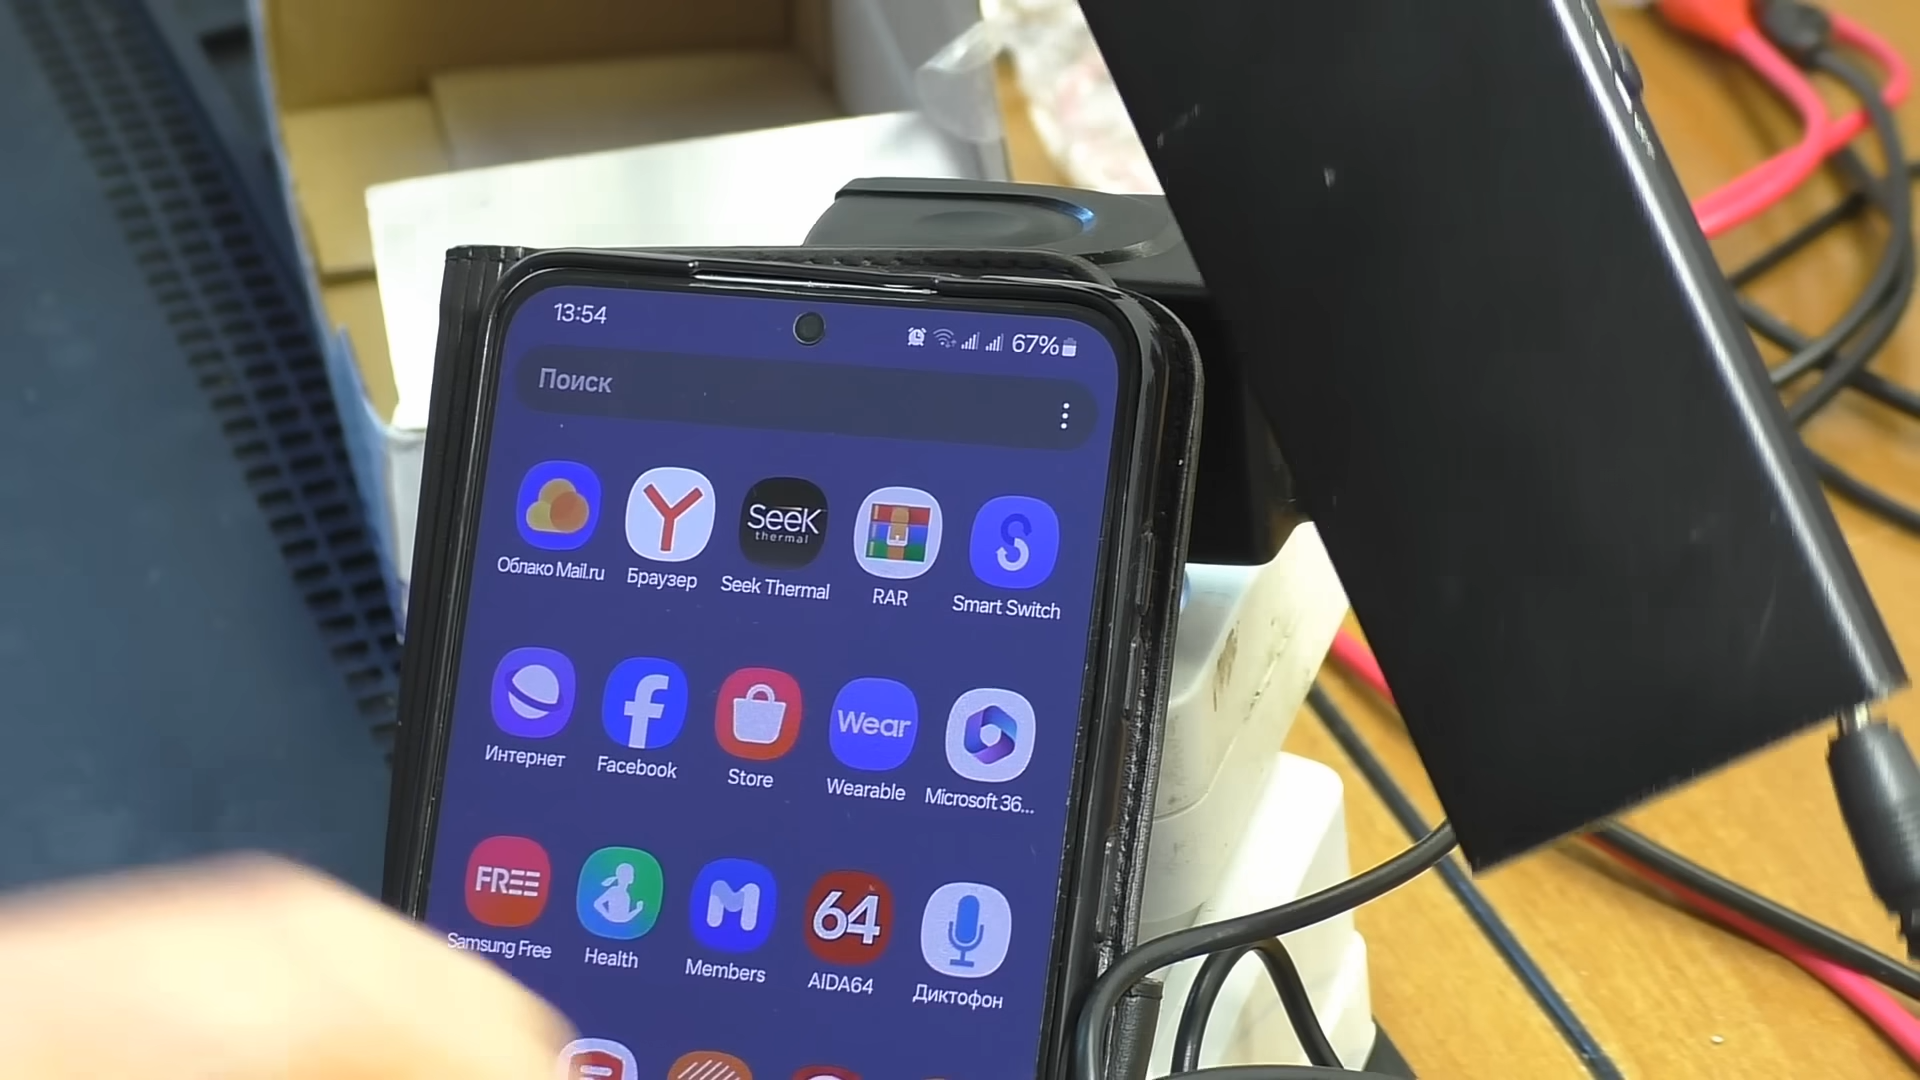 13:54
67%
Поиск
Seek
thermal
Облако Mail.ru
Браузер
Seek Thermal
RAR
Smart Switch
Wear
Интернет
Facebook
Store
Wearable
Microsoft 36...
FREE
64
Samsung Free
Health
Members
AIDA64
Диктофон